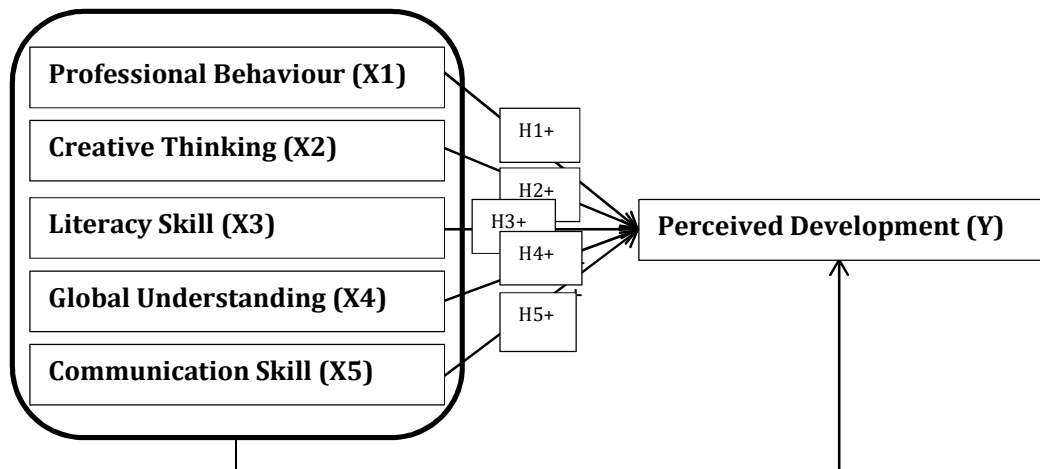 Professional Behaviour (X1)
H1+
Creative Thinking (X2)
H2+
Literacy Skill (X3)
H3+
Perceived Development (Y)
H4+
Global Understanding (X4)
H5+
Communication Skill (X5)